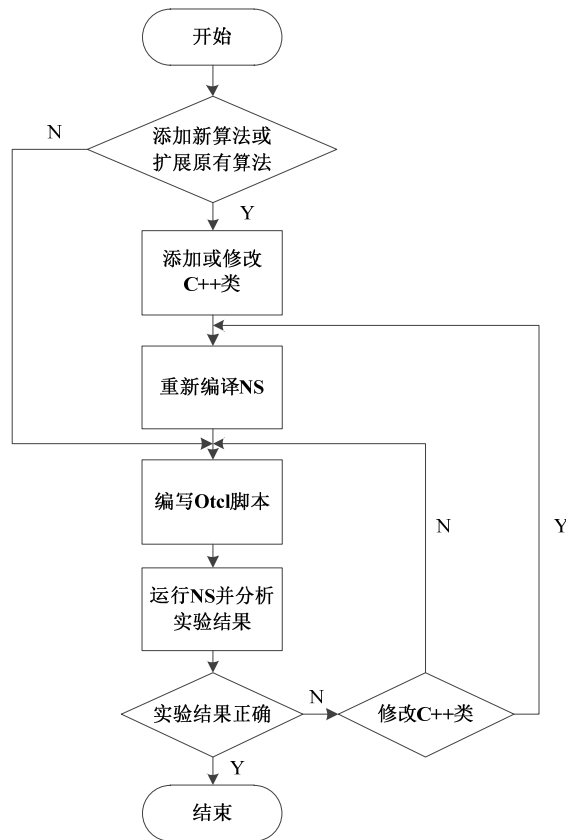 开始
N
添加新算法或
扩展原有算法
Y
添加或修改
C++类
重新编译NS
编写Otcl脚本
N
Y
运行NS并分析
实验结果
实验结果正确
N
修改C++类
Y
结束